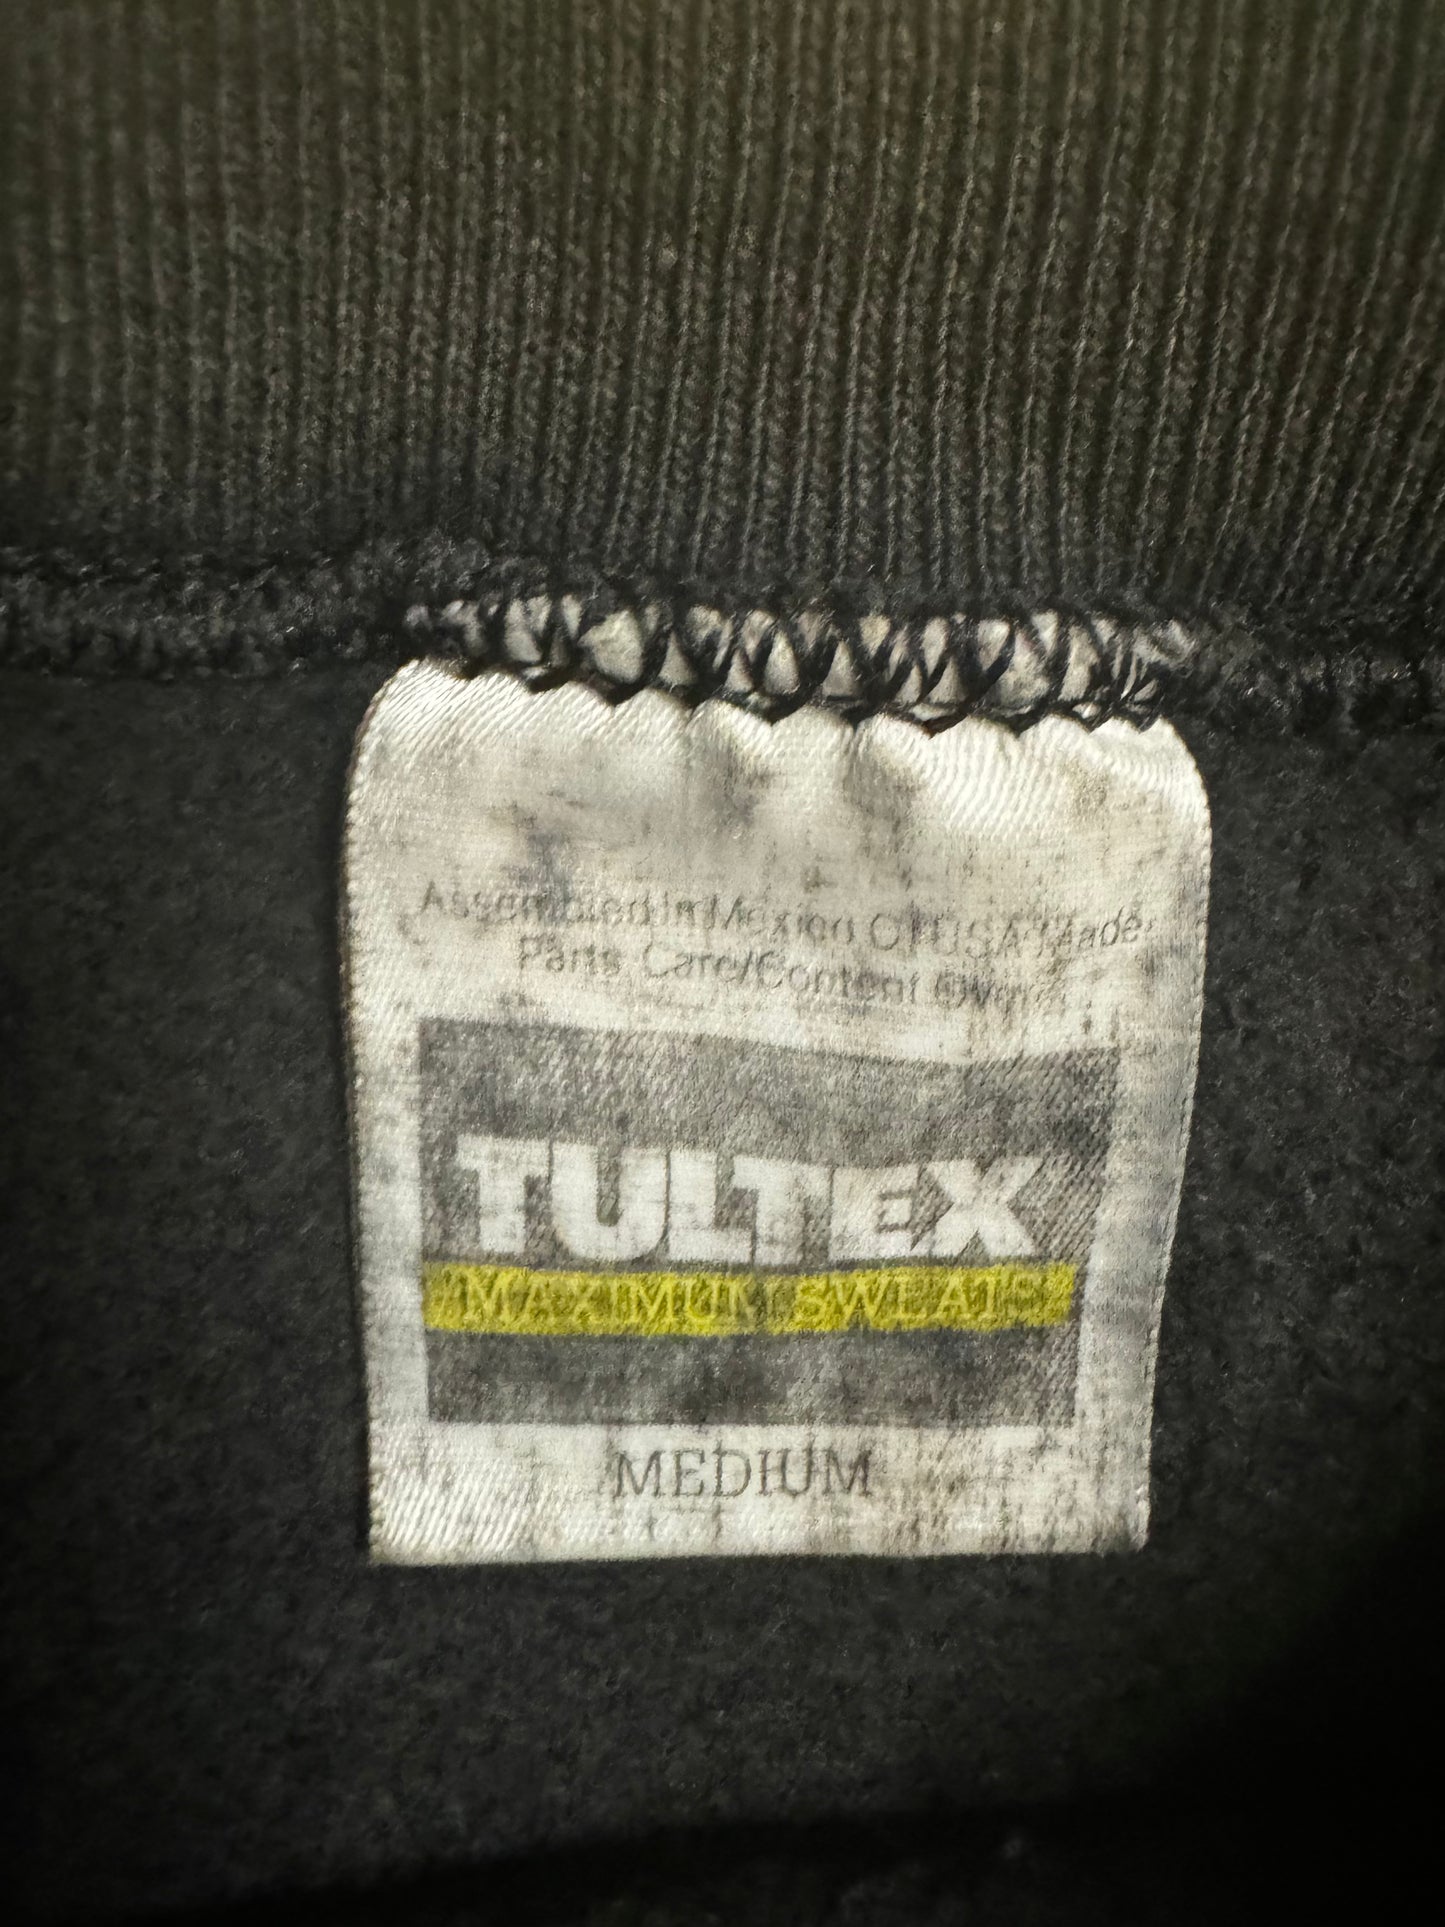 Assembled In Mexico Of USA Made
Parts Care/Content Over
TULTEX
MAXIMUM SWEATS
MEDIUM